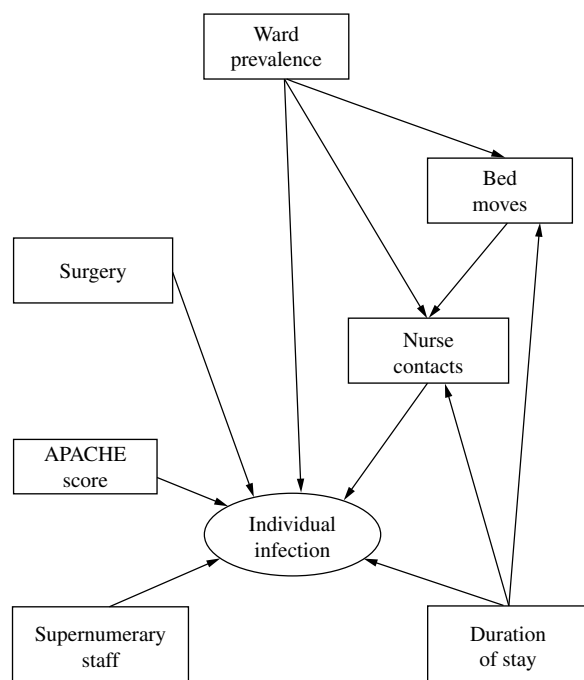 Ward
prevalence
Bed
moves
Surgery
Nurse
contacts
APACHE
score
Individual
infection
Supernumerary
staff
Duration
of stay